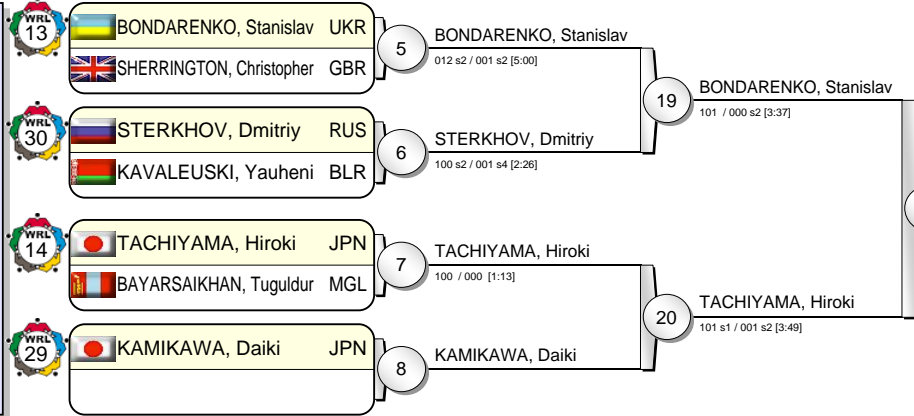 WRL
13
BONDARENKO, Stanislav UKR
SHERRINGTON, Christopher GBR
5
BONDARENKO, Stanislav
012 s2 / 001 s2 [5:00]
WRL
30
STERKHOV, Dmitriy RUS
KAVALEUSKI, Yauheni BLR
6
STERKHOV, Dmitriy
100 s2 / 001 s4 [2:26]
19
BONDARENKO, Stanislav
101 / 000 s2 [3:37]
WRL
14
TACHIYAMA, Hiroki JPN
BAYARSAIKHAN, Tuguldur MGL
7
TACHIYAMA, Hiroki
100 / 000 [1:13]
WRL
29
KAMIKAWA, Daiki JPN
8
KAMIKAWA, Daiki
20
TACHIYAMA, Hiroki
101 s1 / 001 s2 [3:49]